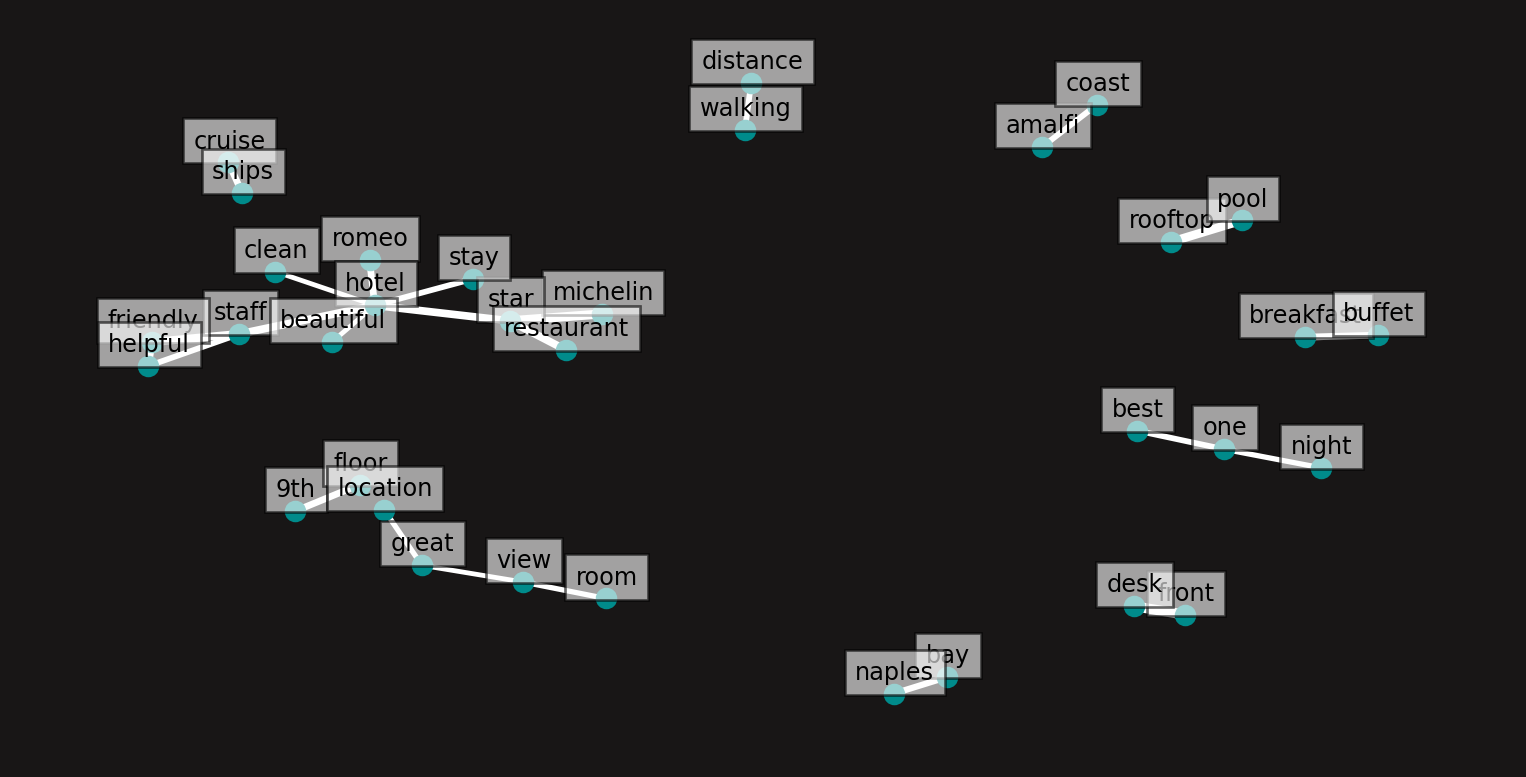 distance
walking
coast
amalfi
cruise
ships
pool
rooftop
clean
romeo
stay
hotel
star
michelin
friendly
staff
beautiful
restaurant
helpful
breakfast
buffet
best
one
night
floor
9th
location
great
view
room
desk
front
bay
naples